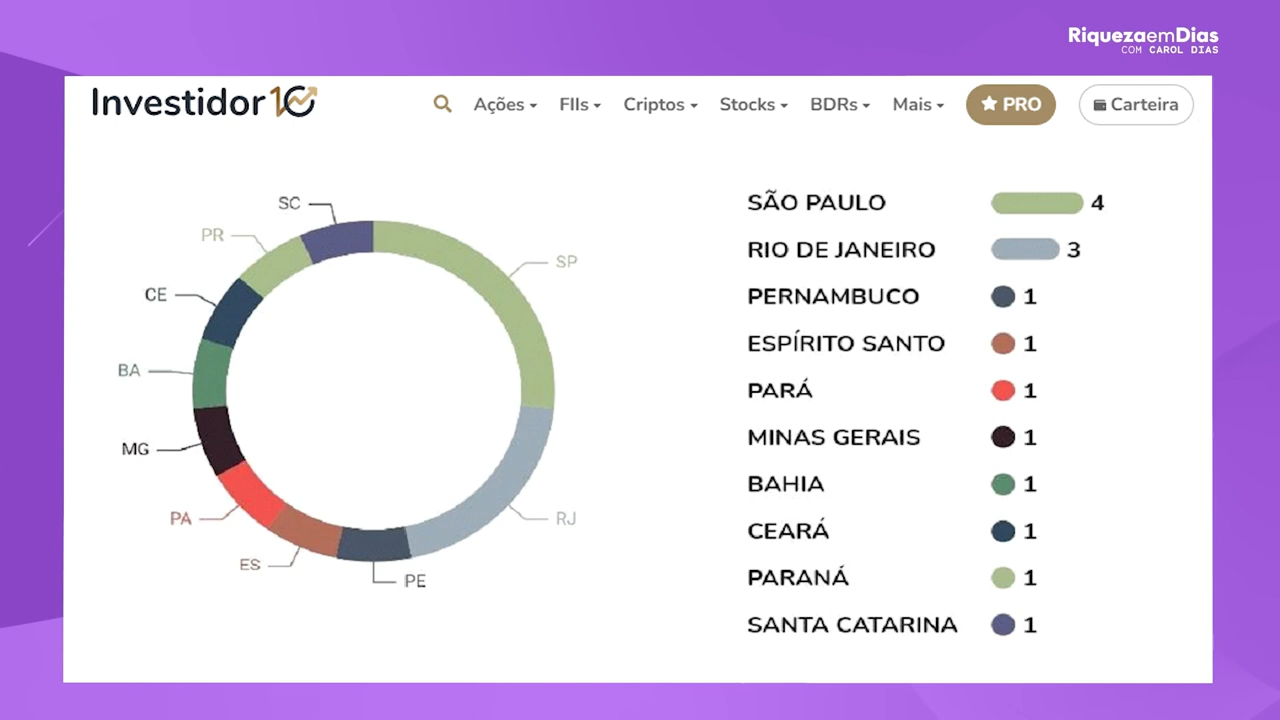 RiquezaemDias
COM CAROL DIAS
Investidor 10
Ações FIIs Criptos Stocks BDRs Mais PRO Carteira
SC
PR
SP
CE
BA
MG
PA
RJ
ES
PE
SÃO PAULO 4
RIO DE JANEIRO 3
PERNAMBUCO 1
ESPÍRITO SANTO 1
PARÁ 1
MINAS GERAIS 1
BAHIA 1
CEARÁ 1
PARANÁ 1
SANTA CATARINA 1